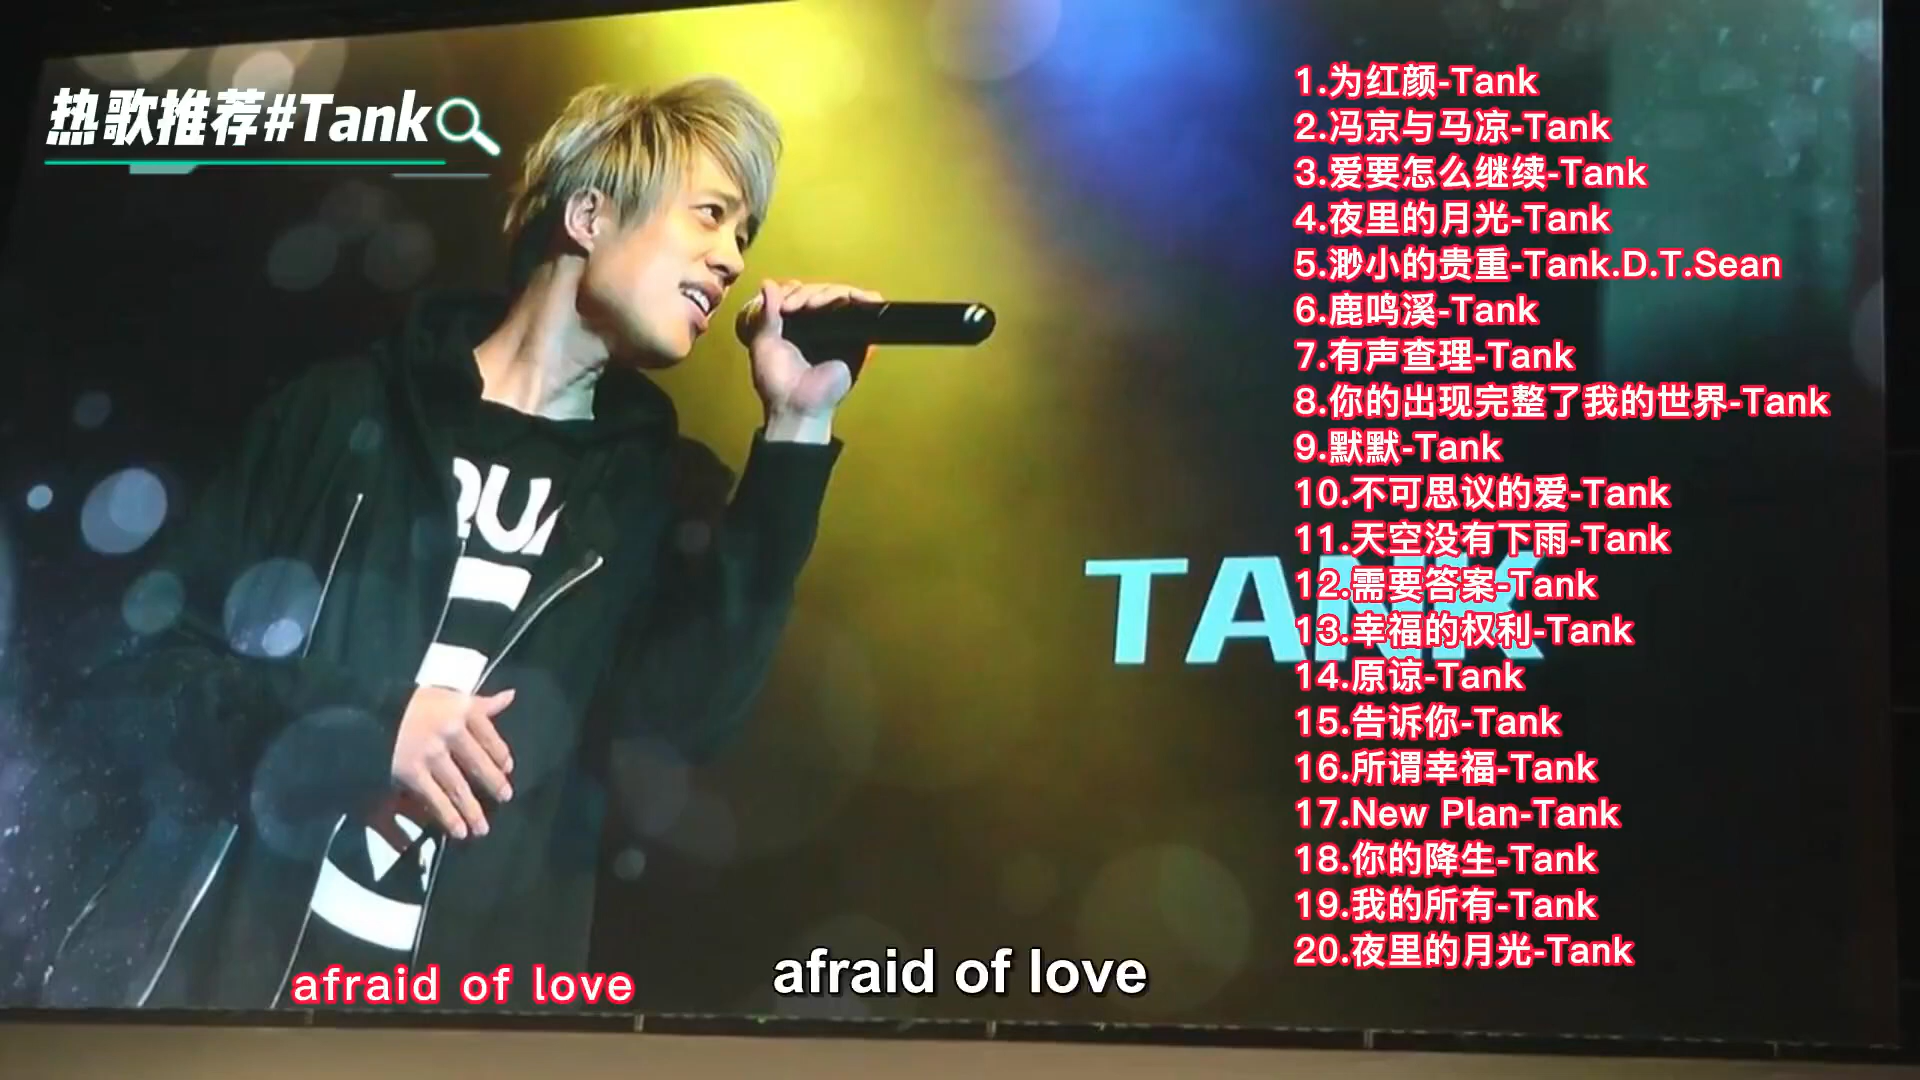 热歌推荐#Tank
1.为红颜-Tank
2.冯京与马凉-Tank
3.爱要怎么继续-Tank
4.夜里的月光-Tank
5.渺小的贵重-Tank.D.T.Sean
6.鹿鸣溪-Tank
7.有声查理-Tank
8.你的出现完整了我的世界-Tank
9.默默-Tank
10.不可思议的爱-Tank
11.天空没有下雨-Tank
12.需要答案-Tank
13.幸福的权利-Tank
14.原谅-Tank
15.告诉你-Tank
16.所谓幸福-Tank
17.New Plan-Tank
18.你的降生-Tank
19.我的所有-Tank
20.夜里的月光-Tank
TANK
afraid of love
afraid of love